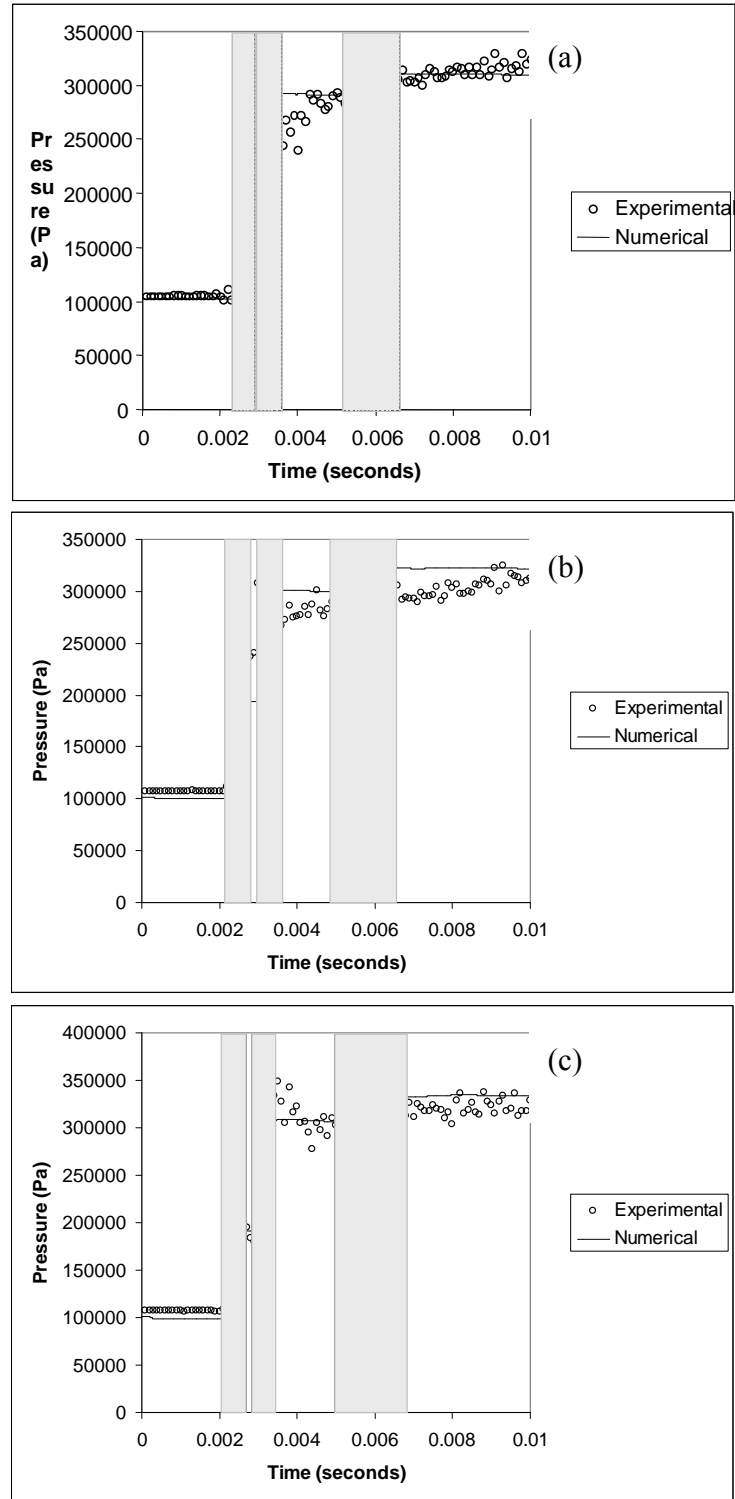 350000
(a)
300000
250000
Pr
es
su
re
(P
a)
200000
150000
100000
50000
0
0 0.002 0.004 0.006 0.008 0.01
Time (seconds)
Experimental
Numerical
350000
(b)
300000
250000
200000
150000
100000
50000
0
Pressure (Pa)
0 0.002 0.004 0.006 0.008 0.01
Time (seconds)
Experimental
Numerical
400000
(c)
350000
300000
250000
200000
150000
100000
50000
0
Pressure (Pa)
0 0.002 0.004 0.006 0.008 0.01
Time (seconds)
Experimental
Numerical